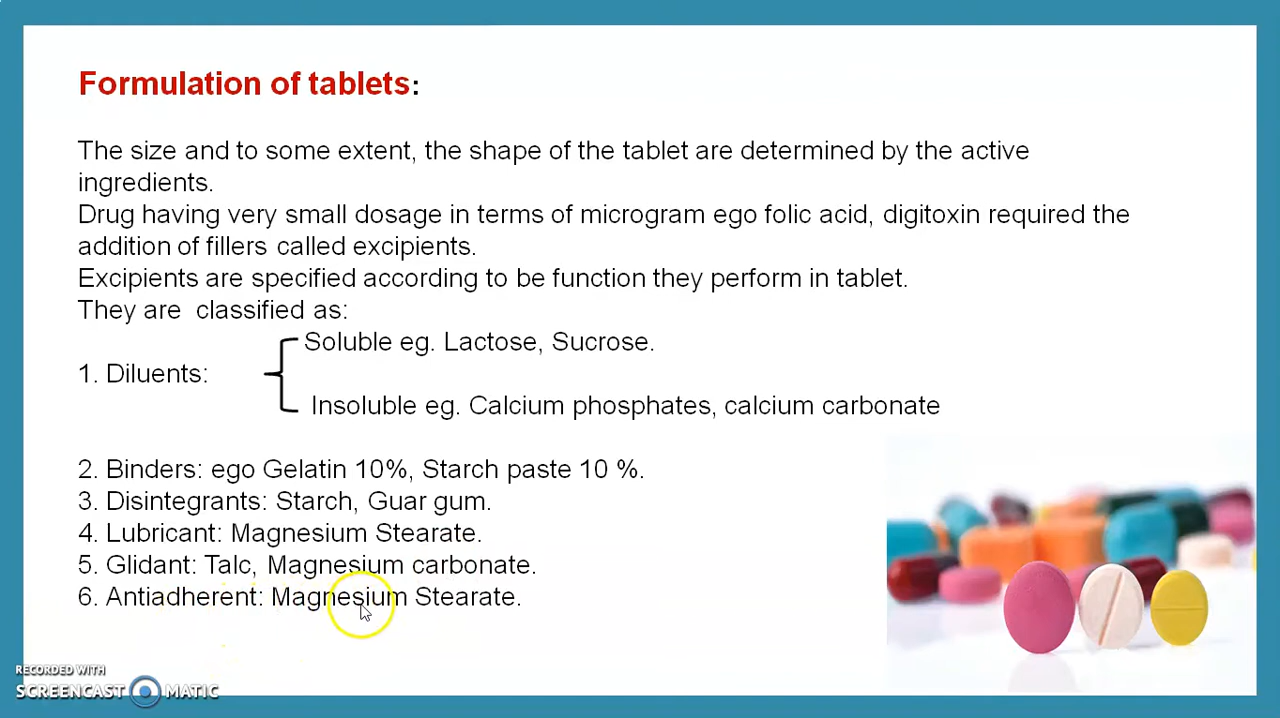 Formulation of tablets:
The size and to some extent, the shape of the tablet are determined by the active
ingredients.
Drug having very small dosage in terms of microgram ego folic acid, digitoxin required the
addition of fillers called excipients.
Excipients are specified according to be function they perform in tablet.
They are classified as:
Soluble eg. Lactose, Sucrose.
1. Diluents:
Insoluble eg. Calcium phosphates, calcium carbonate
2. Binders: ego Gelatin 10%, Starch paste 10 %.
3. Disintegrants: Starch, Guar gum.
4. Lubricant: Magnesium Stearate.
5. Glidant: Talc, Magnesium carbonate.
6. Antiadherent: Magnesium Stearate.
RECORDED WITH
SCREENCAST MATIC